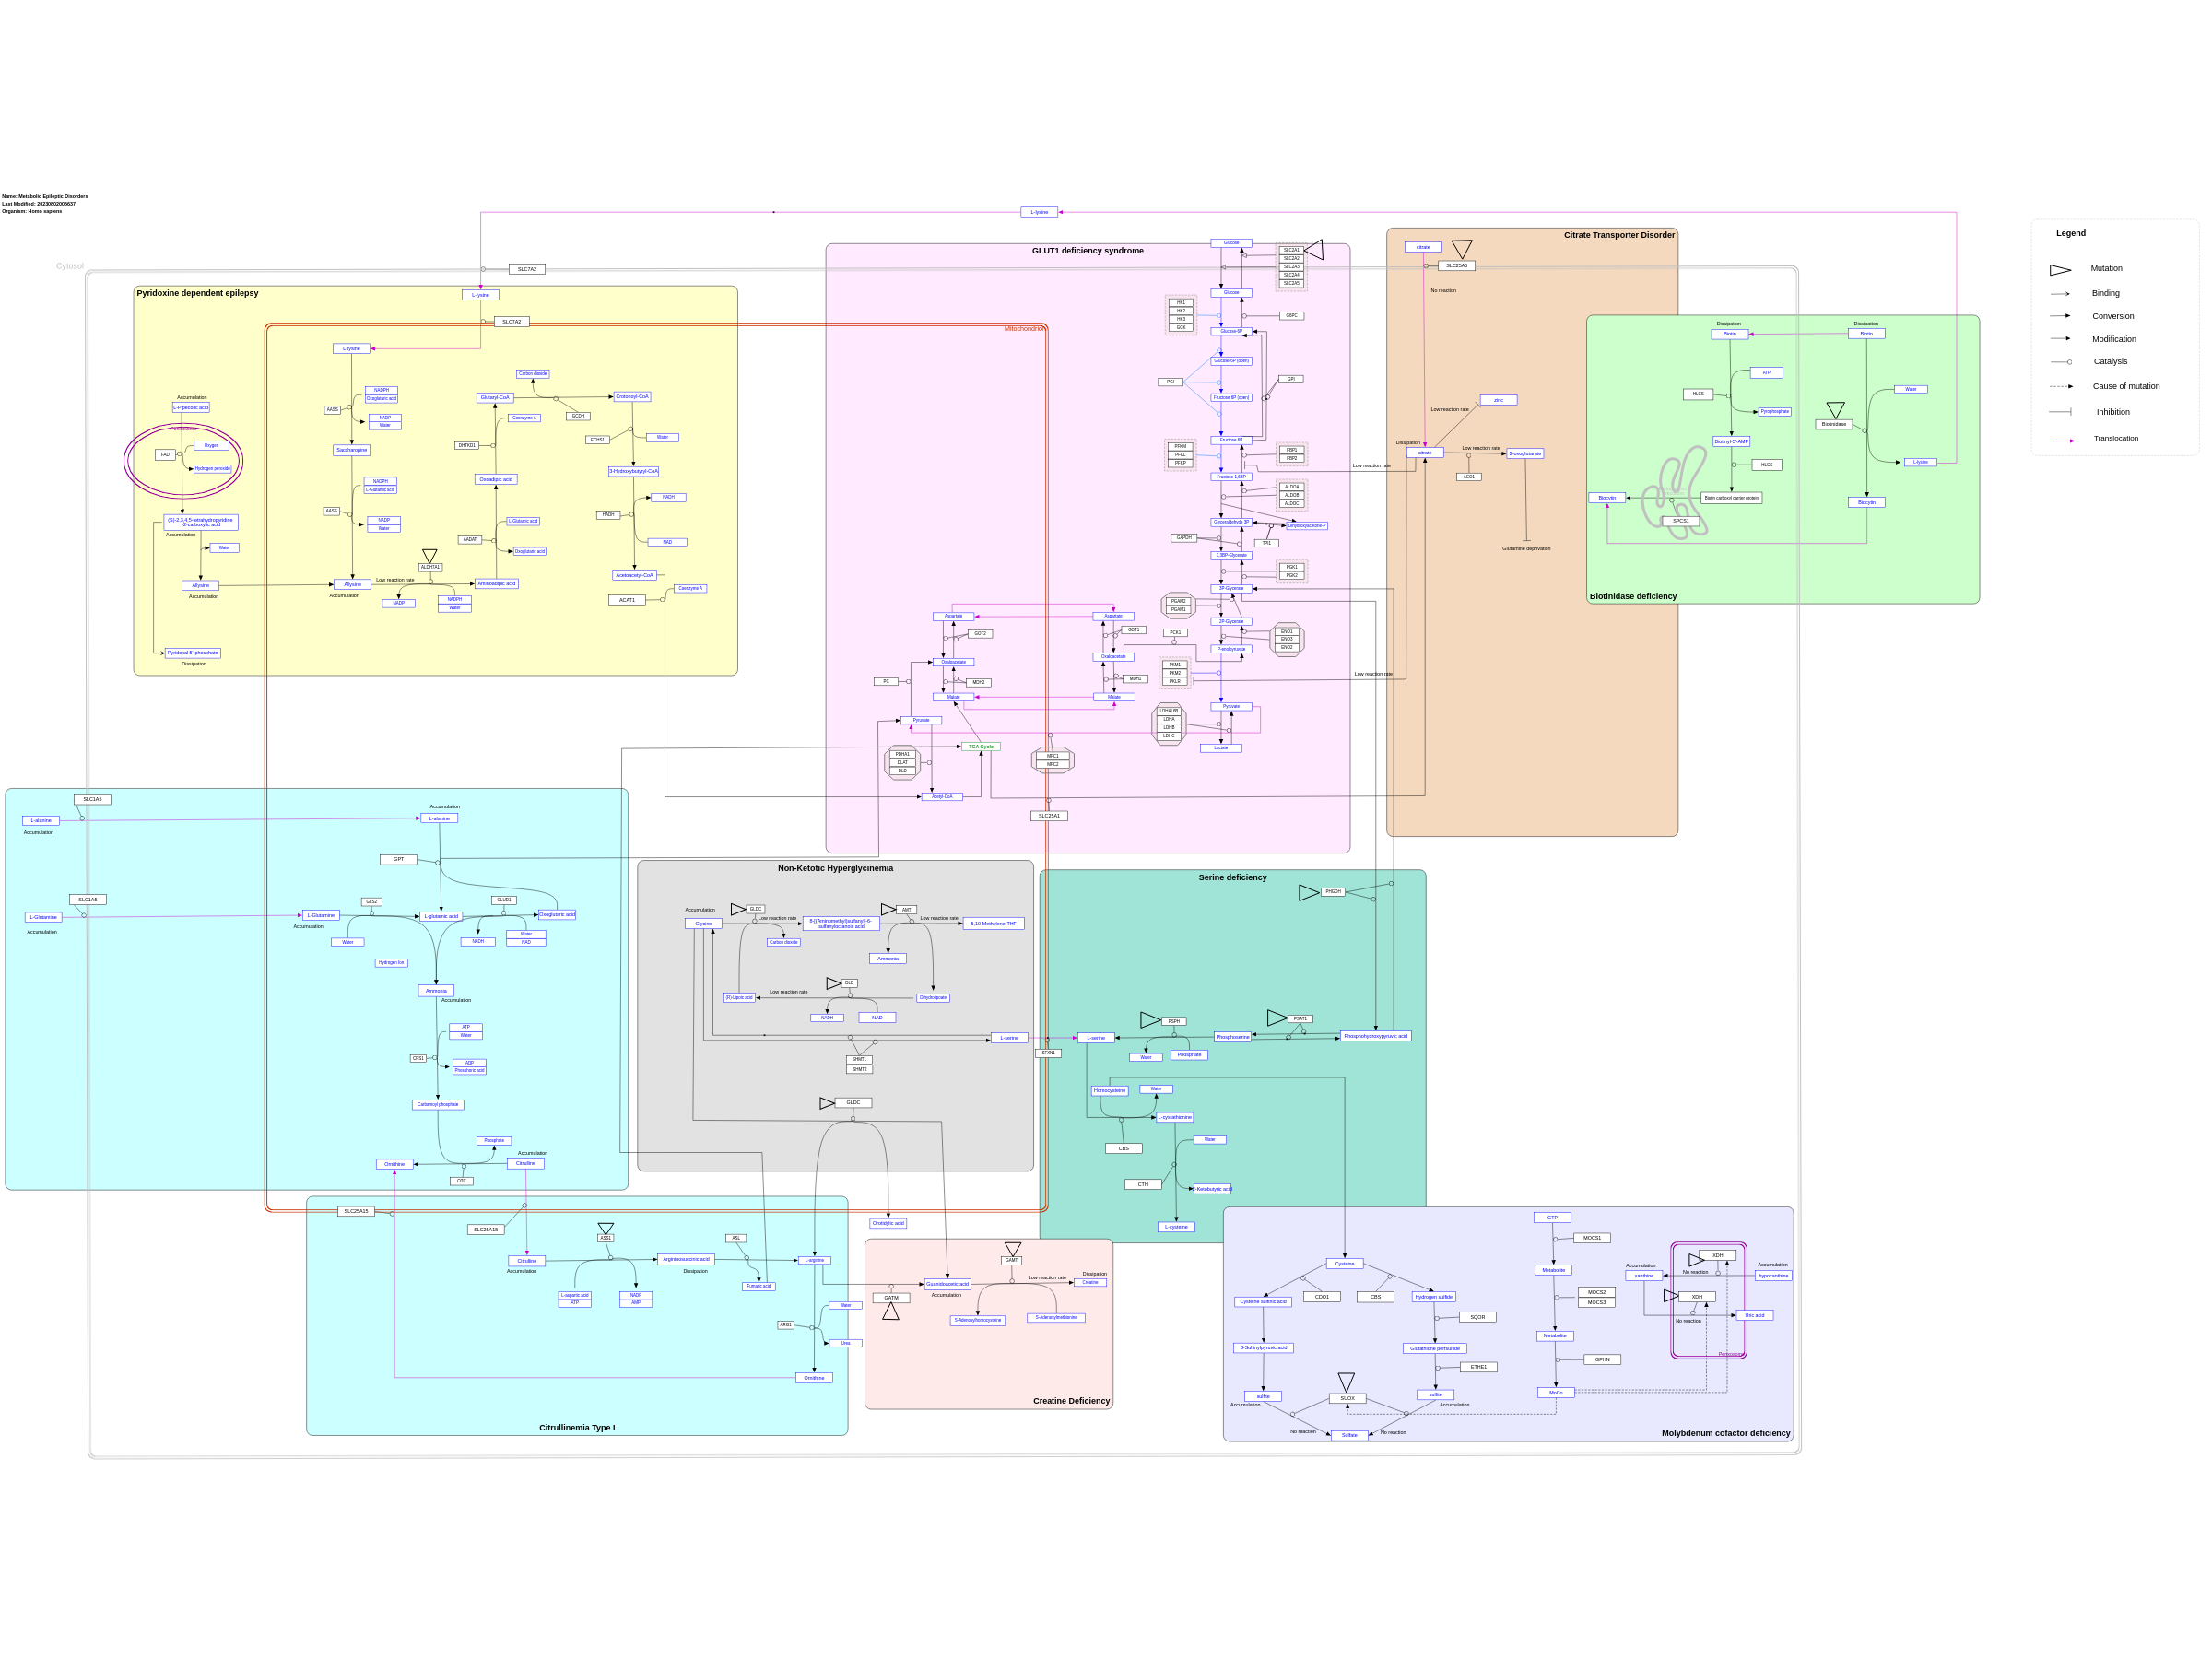 Name: Metabolic Epileptic Disorders
Last Modified: 20230802005637
Organism: Homo sapiens
Cytosol
L-lysine
SLC7A2
Pyridoxine dependent epilepsy
L-lysine
SLC7A2
Mitochondria
L-lysine
Accumulation
L-Pipecolic acid
Peroxisome
Oxygen
FAD
Hydrogen peroxide
(S)-2,3,4,5-tetrahydropiridine
-2-carboxylic acid
Accumulation
Water
Allysine
Accumulation
Pyridoxal 5'-phosphate
Dissipation
NADPH
Oxoglutaric acid
AASS
NADP
Water
Saccharopine
NADPH
L-Glutamic acid
AASS
NADP
Water
Allysine
Accumulation
Low reaction rate
ALDH7A1
NADP
NADPH
Water
Aminoadipic acid
AADAT
L-Glutamic acid
Oxoglutaric acid
Oxoadipic acid
DHTKD1
Coenzyme A
Glutaryl-CoA
Carbon dioxide
GCDH
Crotonoyl-CoA
ECHS1
Water
3-Hydroxybutyryl-CoA
NADH
HADH
NAD
Acetoacetyl-CoA
ACAT1
Coenzyme A
GLUT1 deficiency syndrome
Glucose
SLC2A1
SLC2A2
SLC2A3
SLC2A4
SLC2A5
Glucose
HK1
HK2
HK3
GCK
G6PC
Glucose-6P
Glucose-6P (open)
PGI
GPI
Fructose 6P (open)
Fructose 6P
PFKM
PFKL
PFKP
FBP1
FBP2
Low reaction rate
Fructose-1,6BP
ALDOA
ALDOB
ALDOC
Glyceraldehyde 3P
Dihydroxyacetone-P
GAPDH
TPI1
1,3BP-Glycerate
PGK1
PGK2
3P-Glycerate
PGAM2
PGAM1
2P-Glycerate
ENO1
ENO3
ENO2
PCK1
P-enolpyruvate
PKM1
PKM2
PKLR
Low reaction rate
Pyruvate
LDHAL6B
LDHA
LDHB
LDHC
Lactate
Aspartate
Aspartate
GOT2
GOT1
Oxaloacetate
Oxaloacetate
PC
MDH2
MDH1
Malate
Malate
Pyruvate
TCA Cycle
PDHA1
DLAT
DLD
MPC1
MPC2
Acetyl-CoA
SLC25A1
Citrate Transporter Disorder
citrate
SLC25A5
No reaction
zinc
Low reaction rate
Dissipation
citrate
Low reaction rate
2-oxoglutarate
ACO1
Glutamine deprivation
Biotinidase deficiency
Dissipation
Biotin
Dissipation
Biotin
ATP
HLCS
Pyrophosphate
Biotinyl-5'-AMP
HLCS
Biotin carboxyl carrier protein
Biocytin
SPCS1
Biotinidase
Water
L-lysine
Biocytin
Legend
Mutation
Binding
Conversion
Modification
Catalysis
Cause of mutation
Inhibition
Translocation
SLC1A5
L-alanine
Accumulation
Accumulation
L-alanine
GPT
SLC1A5
L-Glutamine
Accumulation
L-Glutamine
Accumulation
GLS2
Water
L-glutamic acid
GLUD1
NADH
Water
NAD
Oxoglutaric acid
Hydrogen Ion
Ammonia
Accumulation
ATP
Water
CPS1
ADP
Phosphoric acid
Carbamoyl phosphate
Phosphate
Ornithine
Accumulation
Citrulline
OTC
Non-Ketotic Hyperglycinemia
Accumulation
Glycine
GLDC
Low reaction rate
Carbon dioxide
8-[(Aminomethyl)sulfanyl]-6-
sulfanyloctanoic acid
AMT
Low reaction rate
5,10-Methylene-THF
Ammonia
DLD
(R)-Lipoic acid
Low reaction rate
Dihydrolipoate
NADH
NAD
L-serine
SHMT1
SHMT2
GLDC
SFXN1
Serine deficiency
PHGDH
PSPH
PSAT1
L-serine
Phosphoserine
Phosphohydroxypyruvic acid
Water
Phosphate
Homocysteine
Water
L-cystathionine
CBS
Water
CTH
2-Ketobutyric acid
L-cysteine
SLC25A15
SLC25A15
Citrulline
Accumulation
ASS1
L-aspartic acid
ATP
NADP
AMP
Argininosuccinic acid
Dissipation
ASL
Fumaric acid
L-arginine
Orotidylic acid
ARG1
Water
Urea
Ornithine
Citrullinemia Type I
GATM
Guanidoacetic acid
Accumulation
GAMT
Low reaction rate
Dissipation
Creatine
S-Adenosylhomocysteine
S-Adenosylmethionine
Creatine Deficiency
Cysteine
CDO1
CBS
Cysteine sulfinic acid
Hydrogen sulfide
SQOR
3-Sulfinylpyruvic acid
Glutathione persulfide
ETHE1
sulfite
Accumulation
SUOX
sulfite
Accumulation
No reaction
Sulfate
No reaction
GTP
MOCS1
Metabolite
MOCS2
MOCS3
Metabolite
GPHN
MoCo
Accumulation
xanthine
XDH
No reaction
Accumulation
hypoxanthine
XDH
No reaction
Uric acid
Peroxisome
Molybdenum cofactor deficiency